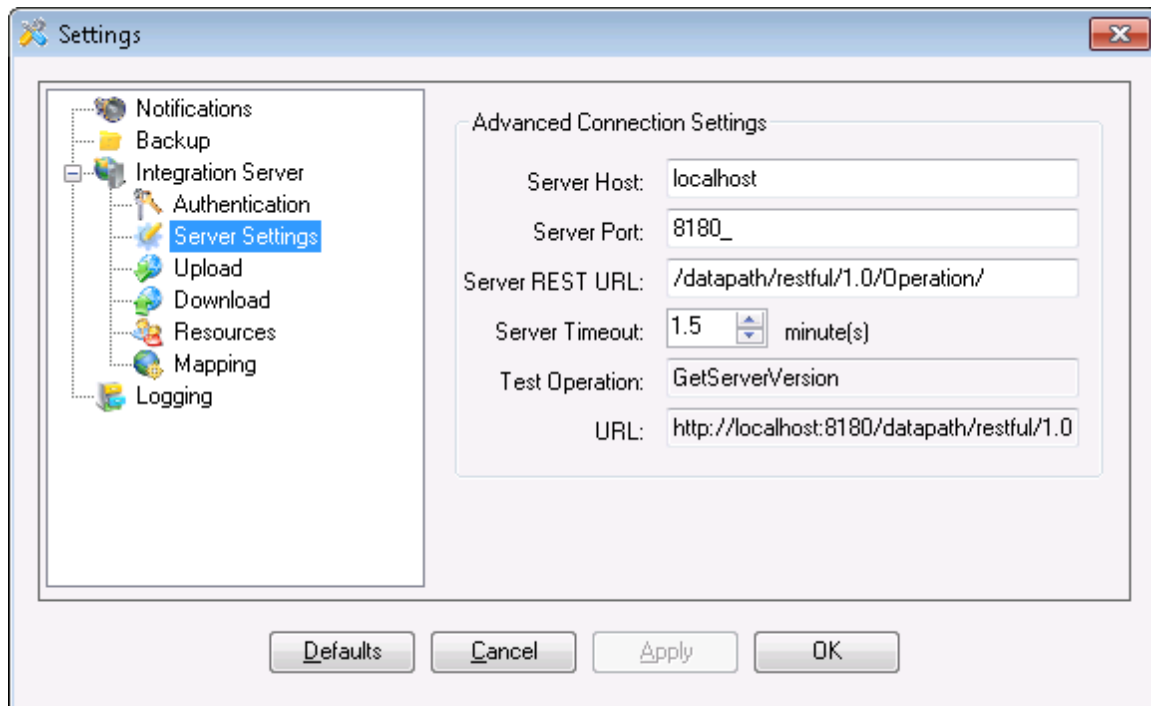 Settings
Notifications
Backup
Integration Server
Authentication
Server Settings
Upload
Download
Resources
Mapping
Logging
Advanced Connection Settings
Server Host: localhost
Server Port: 8180_
Server REST URL: /datapath/restful/1.0/Operation/
Server Timeout: 1.5 minute(s)
Test Operation: GetServerVersion
URL: http://localhost:8180/datapath/restful/1.0
Defaults Cancel Apply OK